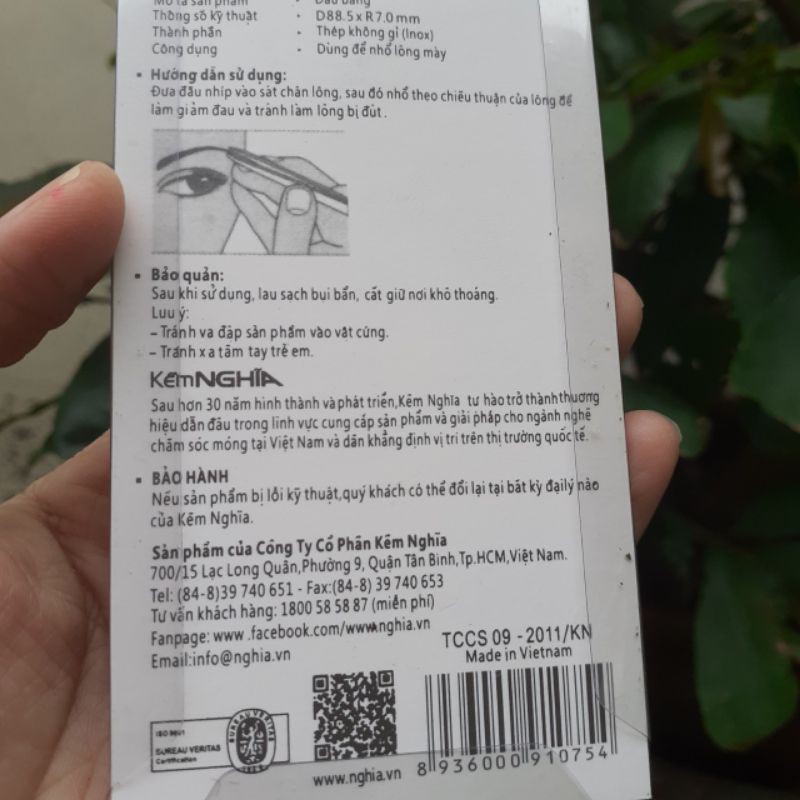 Mô tả sản phẩm • Đầu bằng
Thông số kỹ thuật • D88.5 x R7.0 mm
Thành phần • Thép không gỉ (Inox)
Công dụng • Dùng để nhổ lông mày
• Hướng dẫn sử dụng:
Đưa đầu nhíp vào sát chân lông, sau đó nhổ theo chiều thuận của lông để
làm giảm đau và tránh làm lông bị đứt.
• Bảo quản:
Sau khi sử dụng, lau sạch bụi bẩn, cất giữ nơi khô thoáng.
Lưu ý:
– Tránh va đập sản phẩm vào vật cứng.
– Tránh xa tầm tay trẻ em.
KềmNGHĨA
Sau hơn 30 năm hình thành và phát triển,Kềm Nghĩa tự hào trở thành thương
hiệu dẫn đầu trong lĩnh vực cung cấp sản phẩm và giải pháp cho ngành nghề
chăm sóc móng tại Việt Nam và dần khẳng định vị trí trên thị trường quốc tế.
• BẢO HÀNH
Nếu sản phẩm bị lỗi kỹ thuật,quý khách có thể đổi lại tại bất kỳ đại lý nào
của Kềm Nghĩa.
Sản phẩm của Công Ty Cổ Phần Kềm Nghĩa
700/15 Lạc Long Quân,Phường 9, Quận Tân Bình,Tp.HCM,Việt Nam.
Tel: (84-8)39 740 651 - Fax:(84-8) 39 740 653
Tư vấn khách hàng: 1800 58 58 87 (miễn phí)
Fanpage: www.facebook.com/www.nghia.vn
Email:info@nghia.vn
TCCS 09 - 2011/KN
Made in Vietnam
ISO 9001
BUREAU VERITAS
Certification
BUREAU VERITAS
www.nghia.vn
8 936000 910754